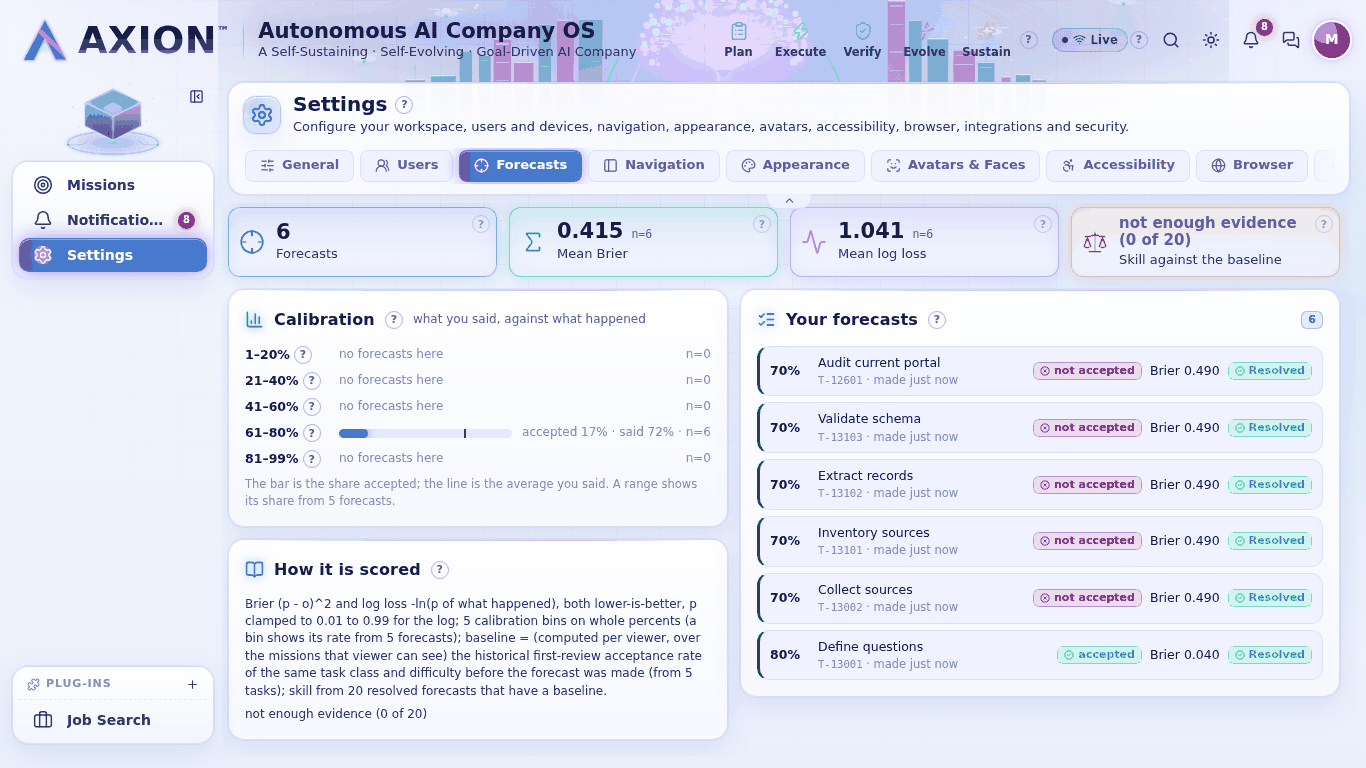 AXION™
Autonomous AI Company OS
A Self-Sustaining · Self-Evolving · Goal-Driven AI Company
Plan
Execute
Verify
Evolve
Sustain
?
Live
?
8
M
Missions
Notificatio...
8
Settings
PLUG-INS
+
Job Search
Settings ?
Configure your workspace, users and devices, navigation, appearance, avatars, accessibility, browser, integrations and security.
General
Users
Forecasts
Navigation
Appearance
Avatars & Faces
Accessibility
Browser
6
Forecasts
?
0.415 n=6
Mean Brier
?
1.041 n=6
Mean log loss
?
not enough evidence
(0 of 20)
Skill against the baseline
?
Calibration ? what you said, against what happened
1–20% ? no forecasts here n=0
21–40% ? no forecasts here n=0
41–60% ? no forecasts here n=0
61–80% ? accepted 17% · said 72% · n=6
81–99% ? no forecasts here n=0
The bar is the share accepted; the line is the average you said. A range shows
its share from 5 forecasts.
How it is scored ?
Brier (p - o)^2 and log loss -ln(p of what happened), both lower-is-better, p
clamped to 0.01 to 0.99 for the log; 5 calibration bins on whole percents (a
bin shows its rate from 5 forecasts); baseline = (computed per viewer, over
the missions that viewer can see) the historical first-review acceptance rate
of the same task class and difficulty before the forecast was made (from 5
tasks); skill from 20 resolved forecasts that have a baseline.
not enough evidence (0 of 20)
Your forecasts ? 6
70% Audit current portal not accepted Brier 0.490 Resolved
T-12601 · made just now
70% Validate schema not accepted Brier 0.490 Resolved
T-13103 · made just now
70% Extract records not accepted Brier 0.490 Resolved
T-13102 · made just now
70% Inventory sources not accepted Brier 0.490 Resolved
T-13101 · made just now
70% Collect sources not accepted Brier 0.490 Resolved
T-13002 · made just now
80% Define questions accepted Brier 0.040 Resolved
T-13001 · made just now